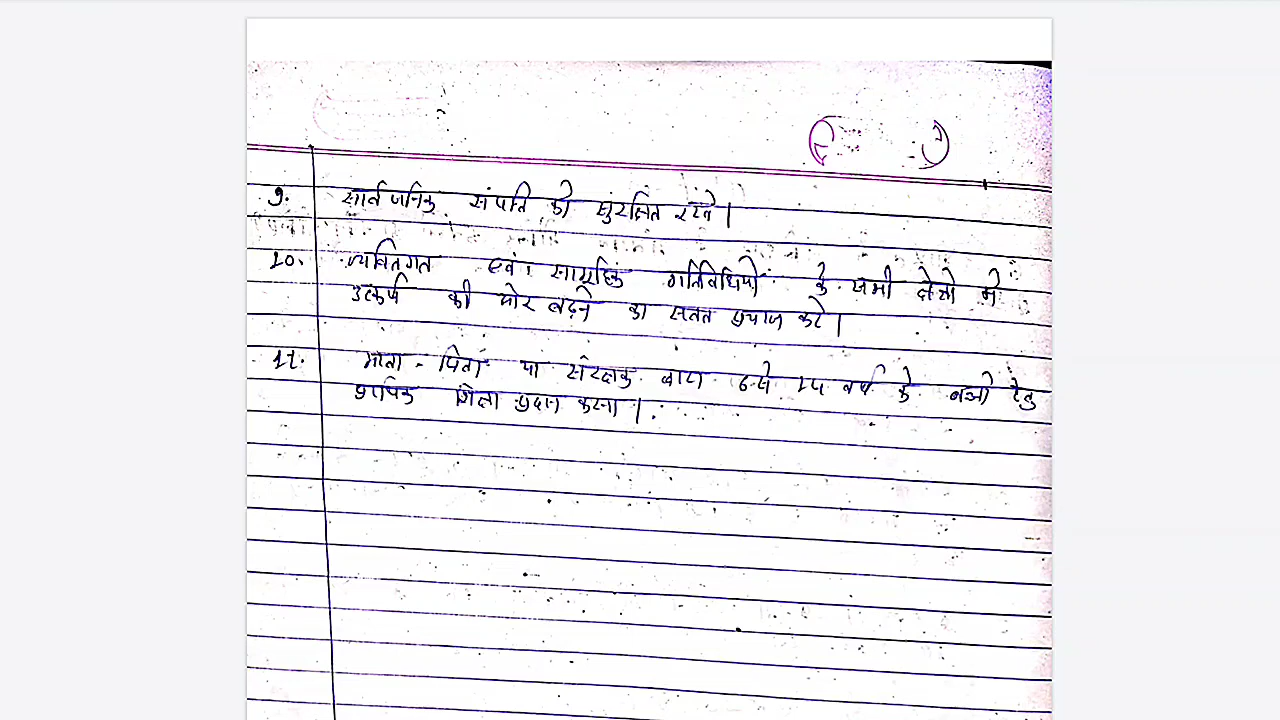 9. सार्वजनिक संपति को सुरक्षित रखे।
10. व्यक्तिगत एवं सामूहिक गतिविधियों के सभी क्षेत्रो मे
उत्कर्ष की ओर बढ़ने का सतत प्रयास करे।
11. माता - पिता या संरक्षक द्वारा 6 से 14 वर्ष के बच्चो हेतु
प्राथमिक शिक्षा प्रदान करना।